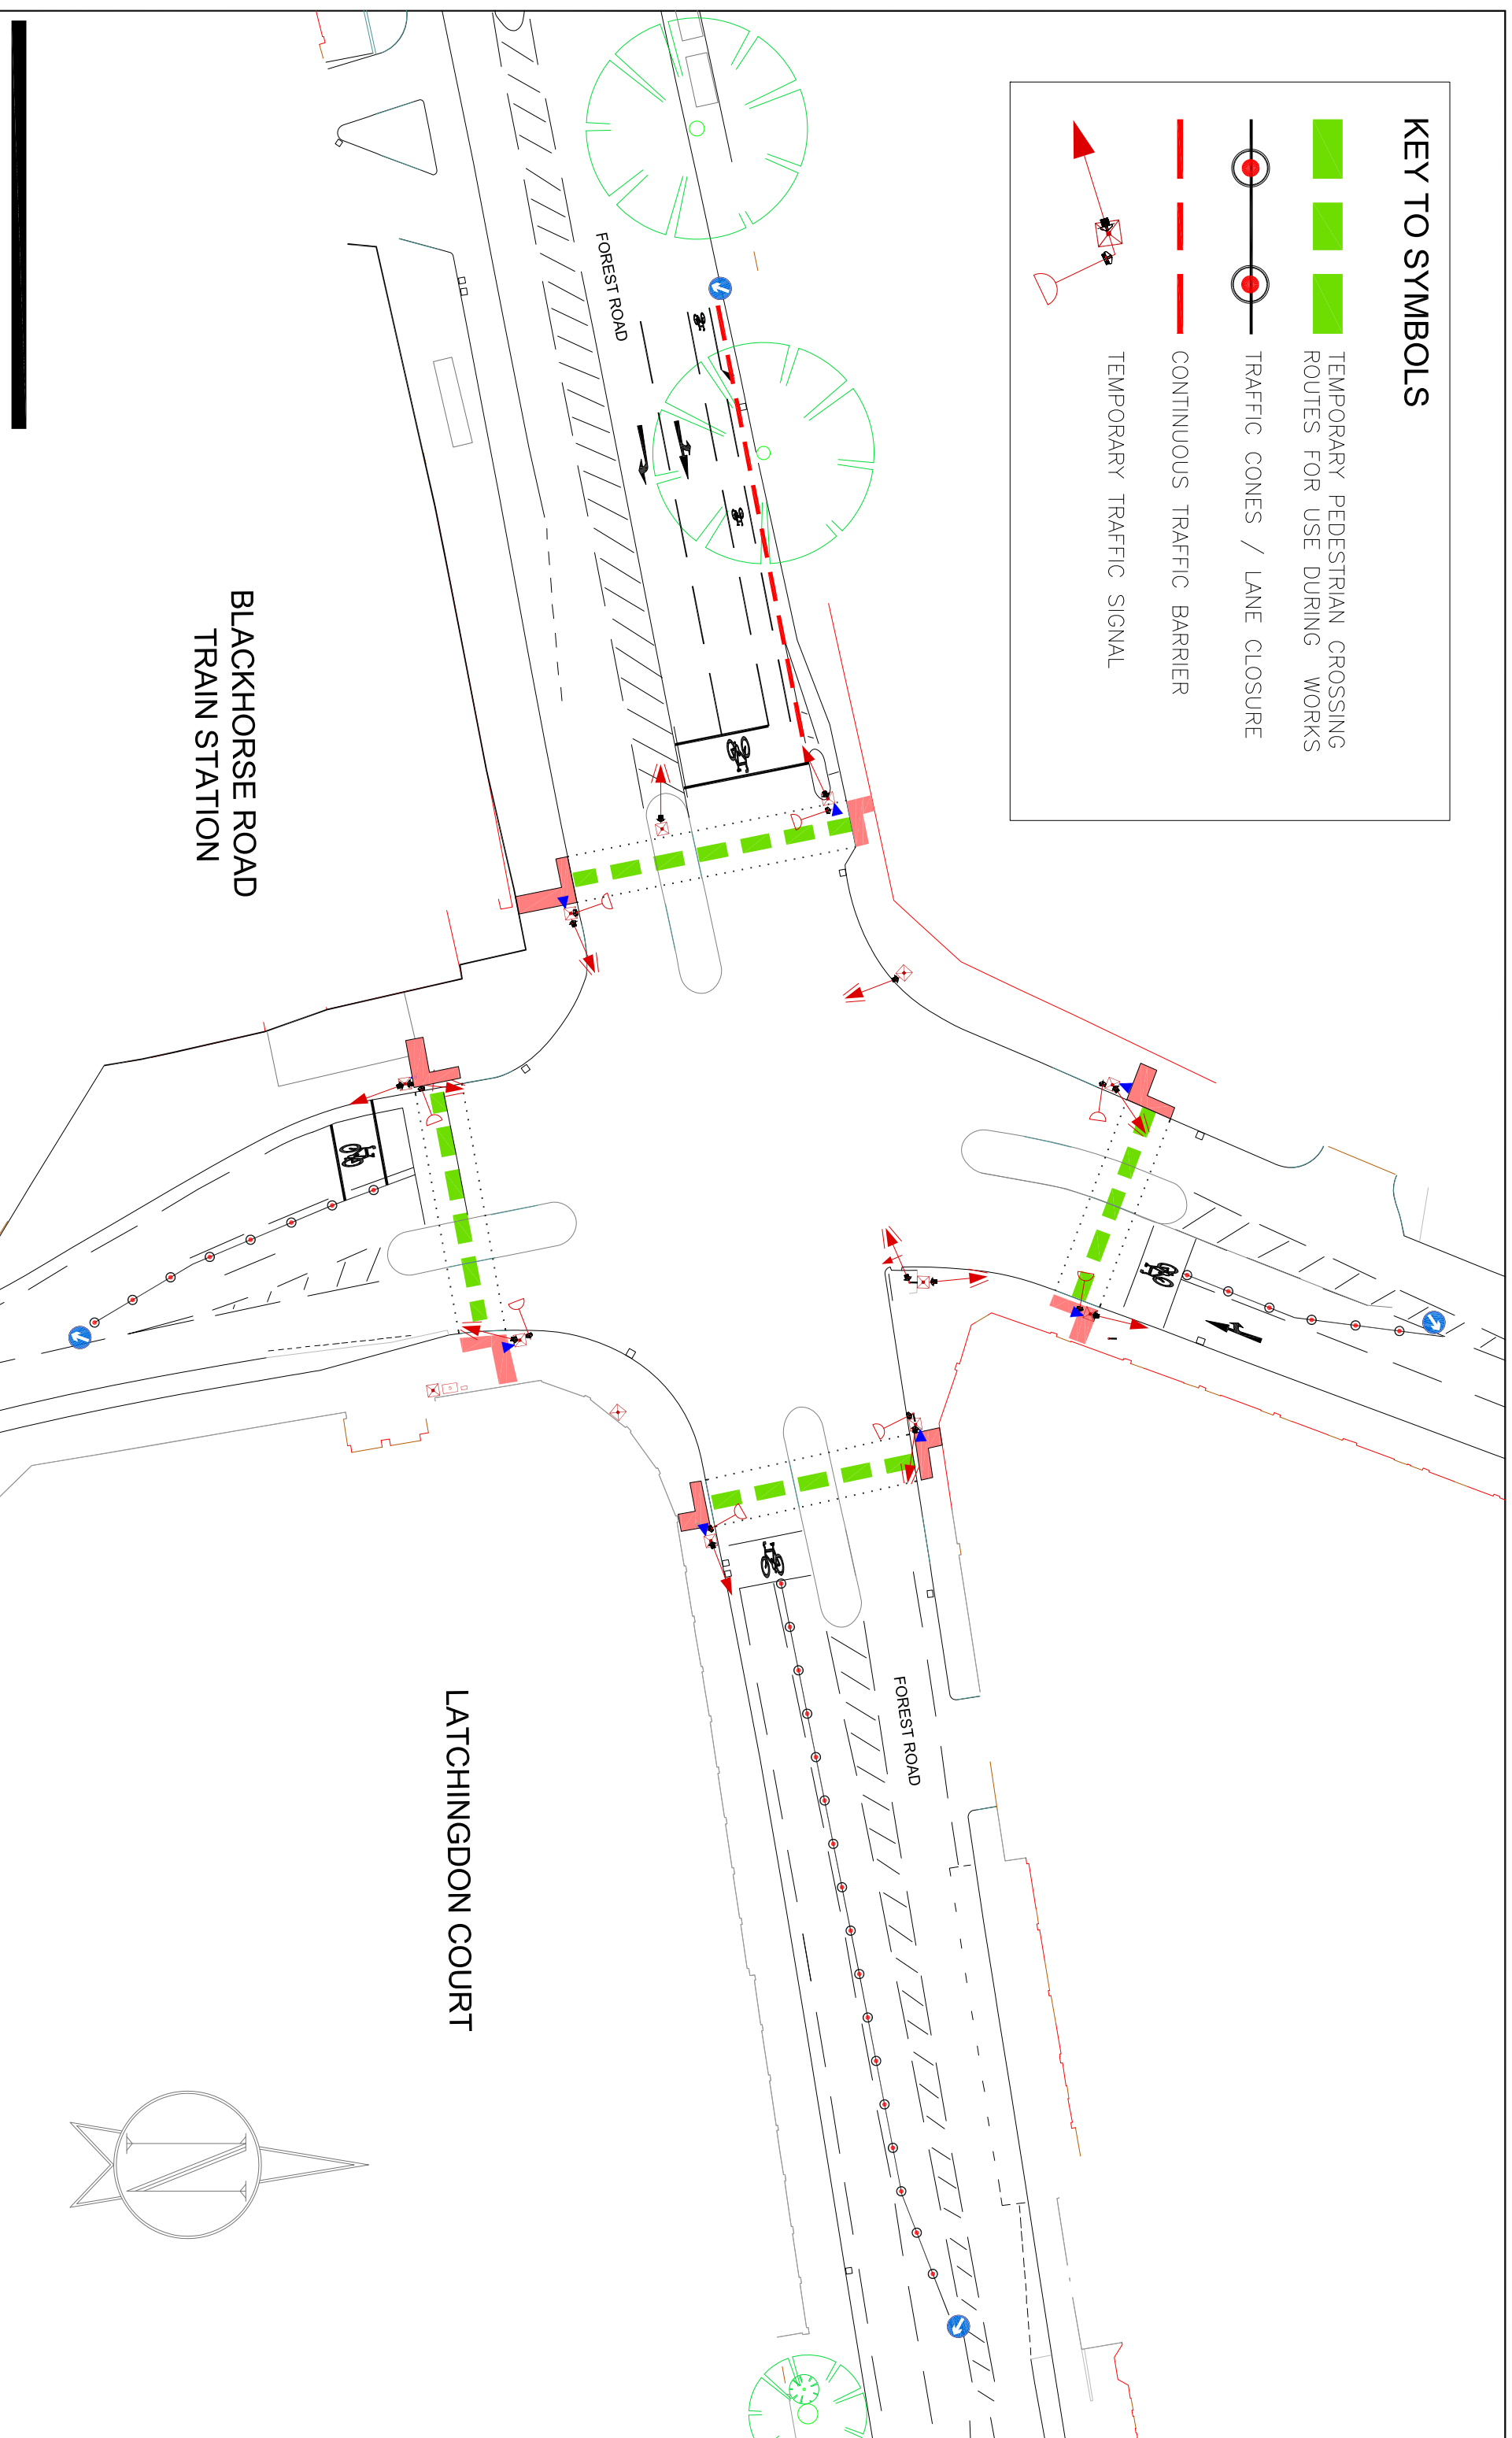 KEY TO SYMBOLS
TEMPORARY PEDESTRIAN CROSSING
ROUTES FOR USE DURING WORKS
TRAFFIC CONES / LANE CLOSURE
CONTINUOUS TRAFFIC BARRIER
TEMPORARY TRAFFIC SIGNAL
FOREST ROAD
BLACKHORSE ROAD
TRAIN STATION
FOREST ROAD
LATCHINGDON COURT
N